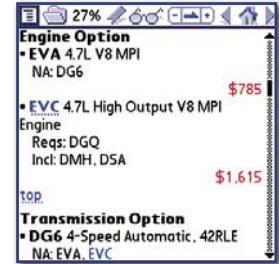 27%
Engine Option
• EVA 4.7L V8 MPI
NA: DG6
$785
• EVC 4.7L High Output V8 MPI
Engine
Reqs: DGQ
Incl: DMH, DSA
$1,615
top
Transmission Option
• DG6 4-Speed Automatic, 42RLE
NA: EVA, EVC